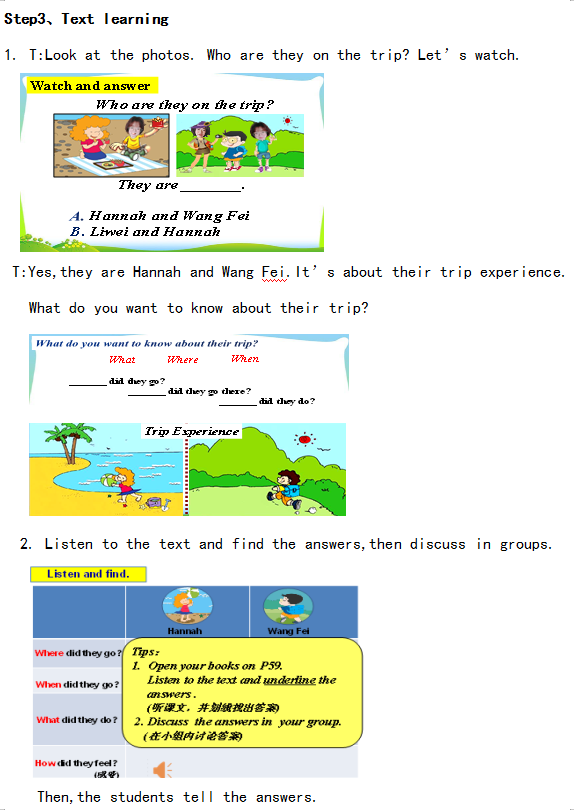 Step3、Text learning
1. T:Look at the photos. Who are they on the trip? Let's watch.
Watch and answer
Who are they on the trip?
They are________.
A. Hannah and Wang Fei
B. Liwei and Hannah
T:Yes,they are Hannah and Wang Fei.It's about their trip experience.
What do you want to know about their trip?
What do you want to know about their trip?
What Where When
______ did they go?
______ did they go there?
______ did they do?
Trip Experience
2. Listen to the text and find the answers,then discuss in groups.
Listen and find.
Hannah Wang Fei
Where did they go?
When did they go?
What did they do?
How did they feel?
(感受)
Tips:
1. Open your books on P59.
Listen to the text and underline the
answers.
(听课文，并划线找出答案)
2. Discuss the answers in your group.
(在小组内讨论答案)
Then,the students tell the answers.